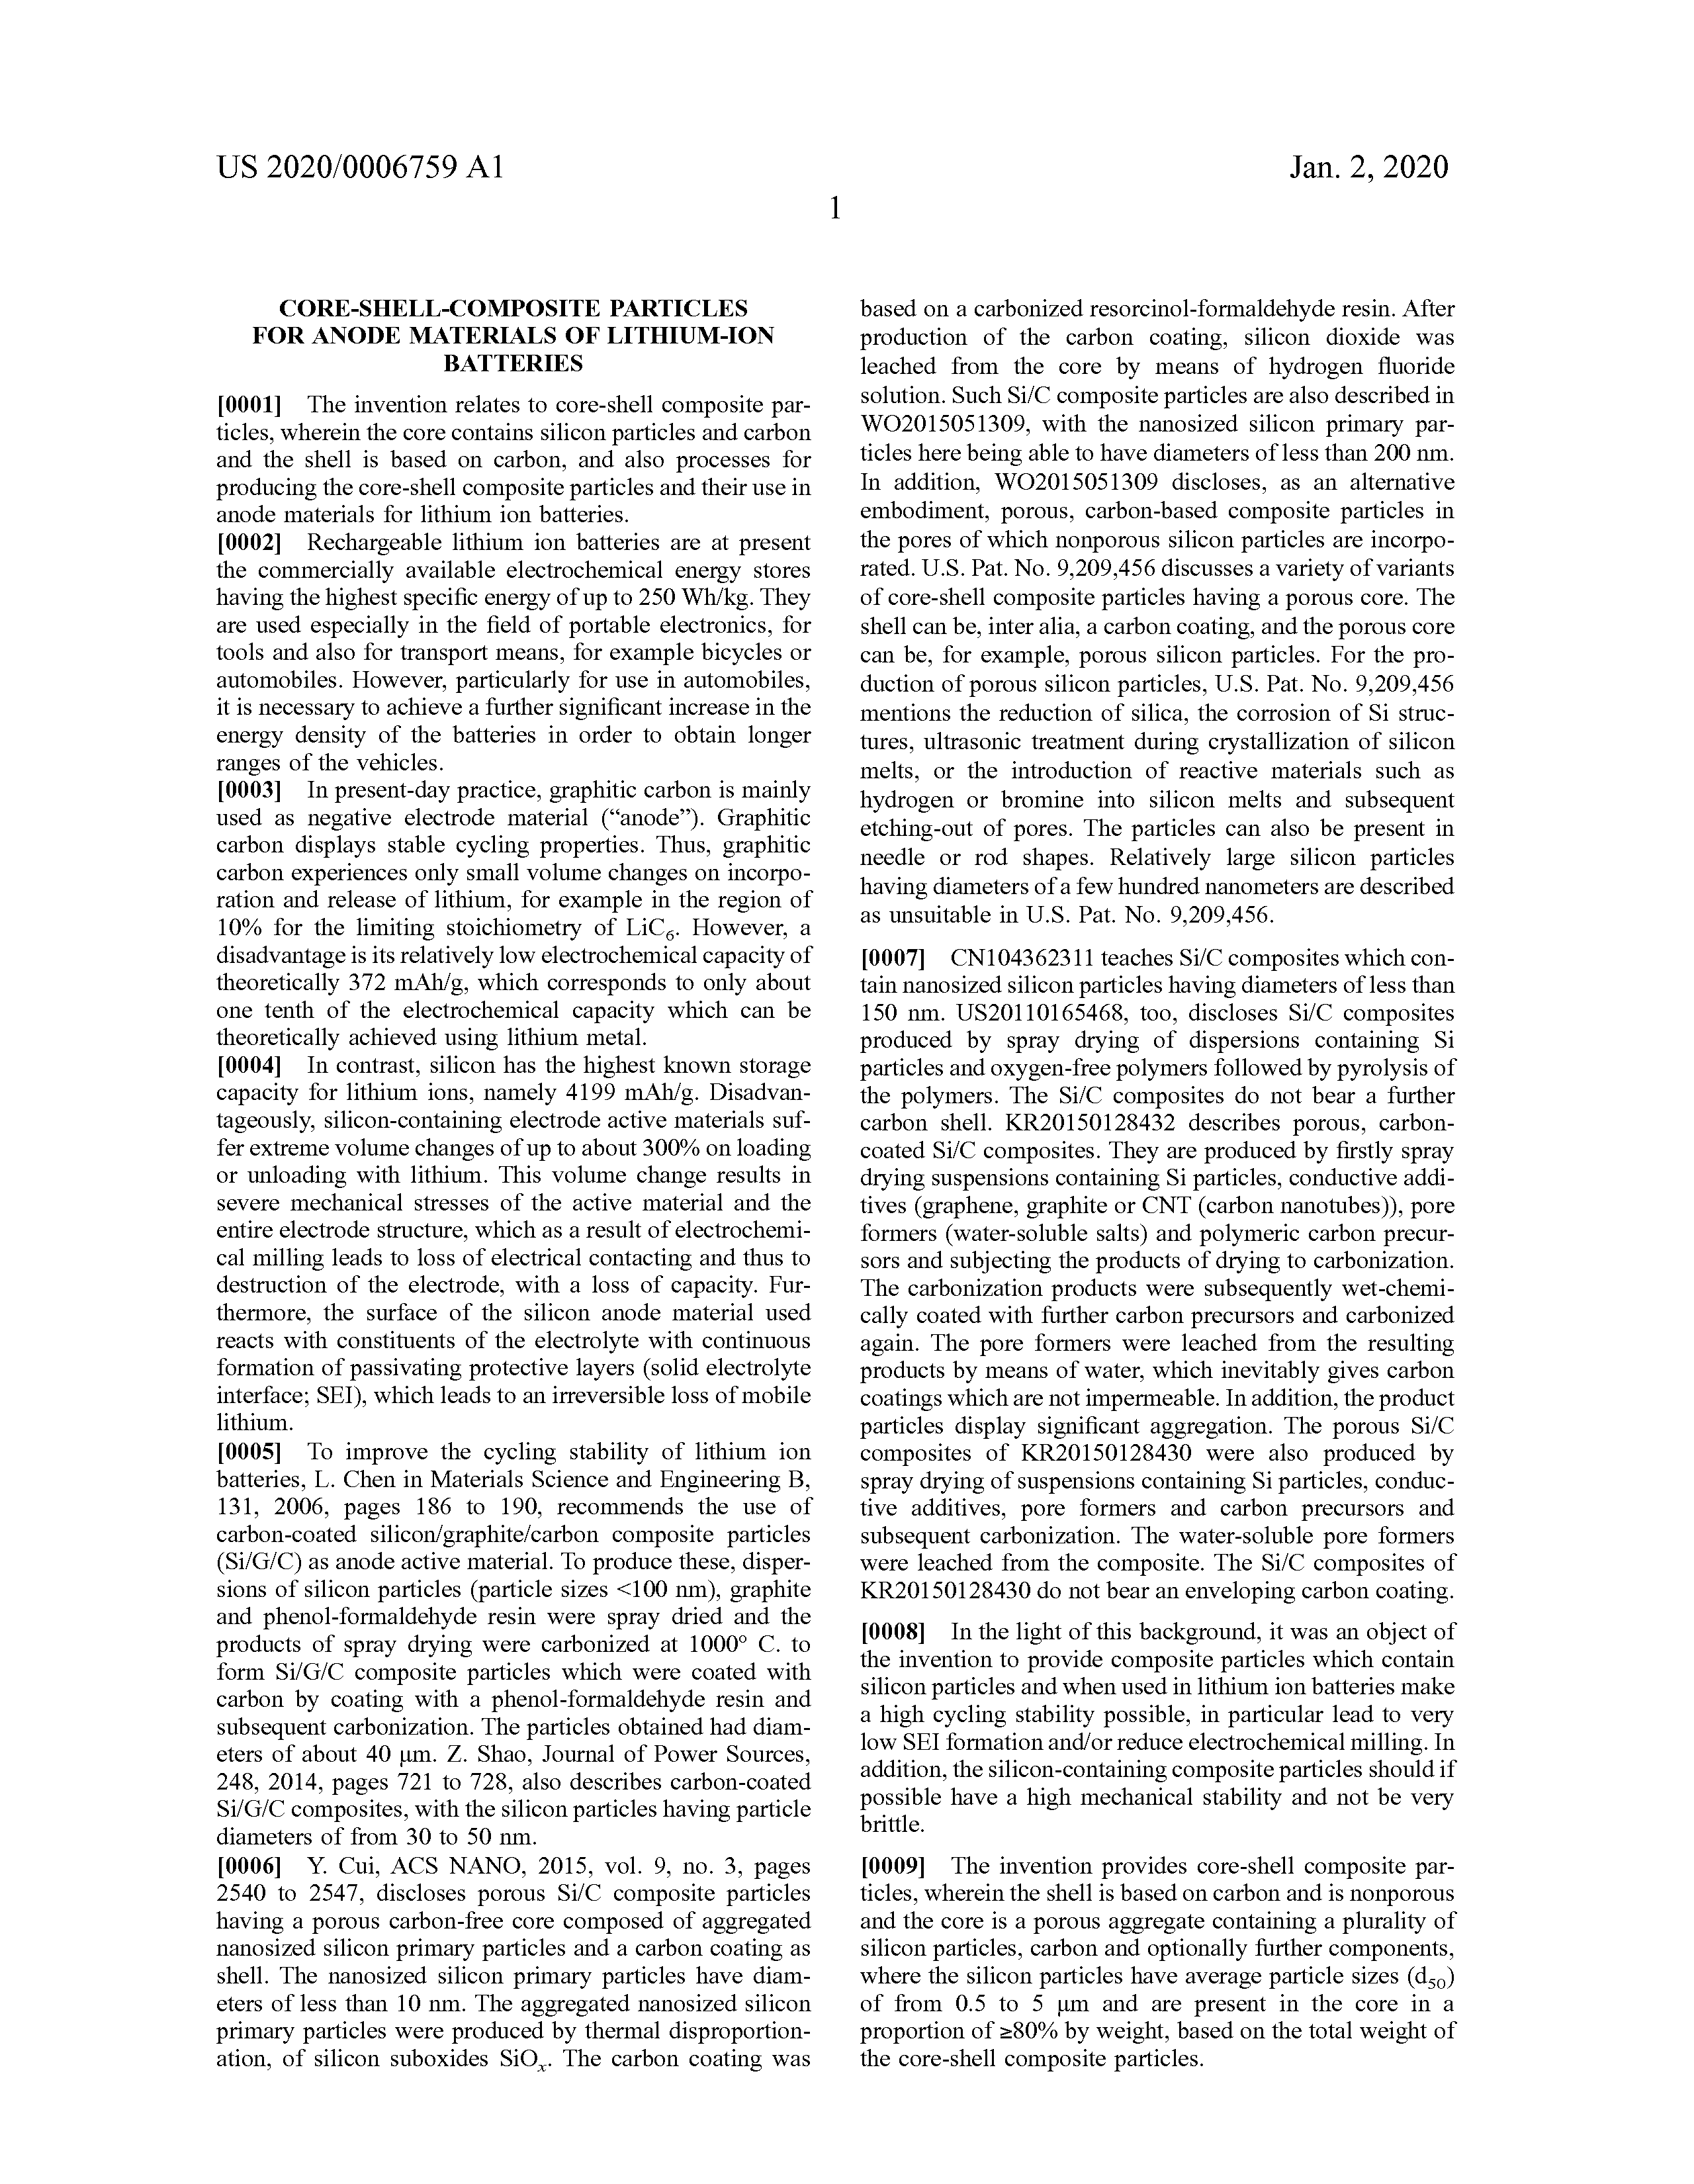 US 2020/0006759 A1
Jan. 2, 2020
1
CORE-SHELL-COMPOSITE PARTICLES
FOR ANODE MATERIALS OF LITHIUM-ION
BATTERIES
[0001] The invention relates to core-shell composite par-
ticles, wherein the core contains silicon particles and carbon
and the shell is based on carbon, and also processes for
producing the core-shell composite particles and their use in
anode materials for lithium ion batteries.
[0002] Rechargeable lithium ion batteries are at present
the commercially available electrochemical energy stores
having the highest specific energy of up to 250 Wh/kg. They
are used especially in the field of portable electronics, for
tools and also for transport means, for example bicycles or
automobiles. However, particularly for use in automobiles,
it is necessary to achieve a further significant increase in the
energy density of the batteries in order to obtain longer
ranges of the vehicles.
[0003] In present-day practice, graphitic carbon is mainly
used as negative electrode material (“anode”). Graphitic
carbon displays stable cycling properties. Thus, graphitic
carbon experiences only small volume changes on incorpo-
ration and release of lithium, for example in the region of
10% for the limiting stoichiometry of LiC₆. However, a
disadvantage is its relatively low electrochemical capacity of
theoretically 372 mAh/g, which corresponds to only about
one tenth of the electrochemical capacity which can be
theoretically achieved using lithium metal.
[0004] In contrast, silicon has the highest known storage
capacity for lithium ions, namely 4199 mAh/g. Disadvan-
tageously, silicon-containing electrode active materials suf-
fer extreme volume changes of up to about 300% on loading
or unloading with lithium. This volume change results in
severe mechanical stresses of the active material and the
entire electrode structure, which as a result of electrochemi-
cal milling leads to loss of electrical contacting and thus to
destruction of the electrode, with a loss of capacity. Fur-
thermore, the surface of the silicon anode material used
reacts with constituents of the electrolyte with continuous
formation of passivating protective layers (solid electrolyte
interface; SEI), which leads to an irreversible loss of mobile
lithium.
[0005] To improve the cycling stability of lithium ion
batteries, L. Chen in Materials Science and Engineering B,
131, 2006, pages 186 to 190, recommends the use of
carbon-coated silicon/graphite/carbon composite particles
(Si/G/C) as anode active material. To produce these, disper-
sions of silicon particles (particle sizes <100 nm), graphite
and phenol-formaldehyde resin were spray dried and the
products of spray drying were carbonized at 1000° C. to
form Si/G/C composite particles which were coated with
carbon by coating with a phenol-formaldehyde resin and
subsequent carbonization. The particles obtained had diam-
eters of about 40 μm. Z. Shao, Journal of Power Sources,
248, 2014, pages 721 to 728, also describes carbon-coated
Si/G/C composites, with the silicon particles having particle
diameters of from 30 to 50 nm.
[0006] Y. Cui, ACS NANO, 2015, vol. 9, no. 3, pages
2540 to 2547, discloses porous Si/C composite particles
having a porous carbon-free core composed of aggregated
nanosized silicon primary particles and a carbon coating as
shell. The nanosized silicon primary particles have diam-
eters of less than 10 nm. The aggregated nanosized silicon
primary particles were produced by thermal disproportion-
ation, of silicon suboxides SiOₓ. The carbon coating was
based on a carbonized resorcinol-formaldehyde resin. After
production of the carbon coating, silicon dioxide was
leached from the core by means of hydrogen fluoride
solution. Such Si/C composite particles are also described in
WO2015051309, with the nanosized silicon primary par-
ticles here being able to have diameters of less than 200 nm.
In addition, WO2015051309 discloses, as an alternative
embodiment, porous, carbon-based composite particles in
the pores of which nonporous silicon particles are incorpo-
rated. U.S. Pat. No. 9,209,456 discusses a variety of variants
of core-shell composite particles having a porous core. The
shell can be, inter alia, a carbon coating, and the porous core
can be, for example, porous silicon particles. For the pro-
duction of porous silicon particles, U.S. Pat. No. 9,209,456
mentions the reduction of silica, the corrosion of Si struc-
tures, ultrasonic treatment during crystallization of silicon
melts, or the introduction of reactive materials such as
hydrogen or bromine into silicon melts and subsequent
etching-out of pores. The particles can also be present in
needle or rod shapes. Relatively large silicon particles
having diameters of a few hundred nanometers are described
as unsuitable in U.S. Pat. No. 9,209,456.
[0007] CN104362311 teaches Si/C composites which con-
tain nanosized silicon particles having diameters of less than
150 nm. US20110165468, too, discloses Si/C composites
produced by spray drying of dispersions containing Si
particles and oxygen-free polymers followed by pyrolysis of
the polymers. The Si/C composites do not bear a further
carbon shell. KR20150128432 describes porous, carbon-
coated Si/C composites. They are produced by firstly spray
drying suspensions containing Si particles, conductive addi-
tives (graphene, graphite or CNT (carbon nanotubes)), pore
formers (water-soluble salts) and polymeric carbon precur-
sors and subjecting the products of drying to carbonization.
The carbonization products were subsequently wet-chemi-
cally coated with further carbon precursors and carbonized
again. The pore formers were leached from the resulting
products by means of water, which inevitably gives carbon
coatings which are not impermeable. In addition, the product
particles display significant aggregation. The porous Si/C
composites of KR20150128430 were also produced by
spray drying of suspensions containing Si particles, conduc-
tive additives, pore formers and carbon precursors and
subsequent carbonization. The water-soluble pore formers
were leached from the composite. The Si/C composites of
KR20150128430 do not bear an enveloping carbon coating.
[0008] In the light of this background, it was an object of
the invention to provide composite particles which contain
silicon particles and when used in lithium ion batteries make
a high cycling stability possible, in particular lead to very
low SEI formation and/or reduce electrochemical milling. In
addition, the silicon-containing composite particles should if
possible have a high mechanical stability and not be very
brittle.
[0009] The invention provides core-shell composite par-
ticles, wherein the shell is based on carbon and is nonporous
and the core is a porous aggregate containing a plurality of
silicon particles, carbon and optionally further components,
where the silicon particles have average particle sizes (d₅₀)
of from 0.5 to 5 μm and are present in the core in a
proportion of ≥80% by weight, based on the total weight of
the core-shell composite particles.